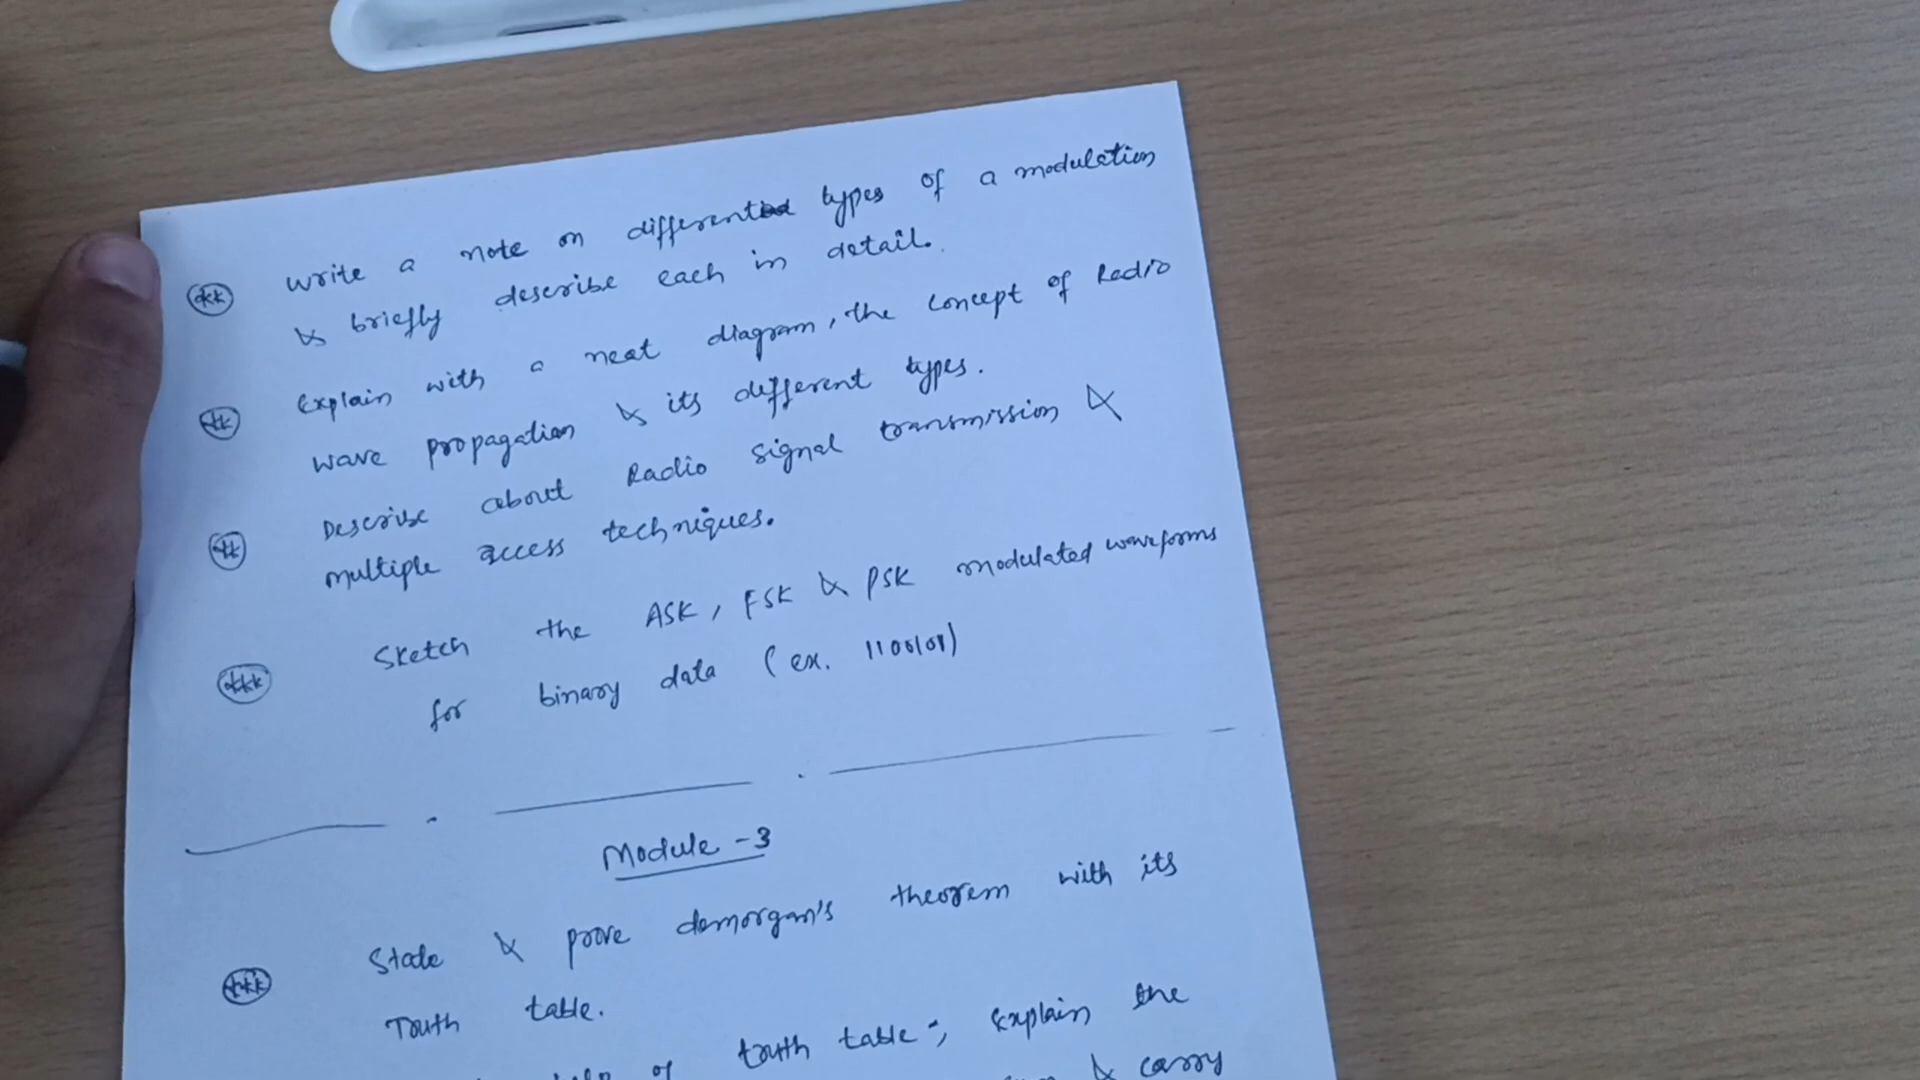 ** write a note on different types of a modulation
& briefly describe each in detail.
** Explain with a neat diagram, the concept of Radio
wave propagation & its different types.
** Describe about Radio signal transmission &
multiple access techniques.
*** Sketch the ASK, FSK & PSK modulated waveforms
for binary data (ex.
Module -3
*** State & prove demorgan's theorem with its
Truth table.
help of truth table, explain the
& carry